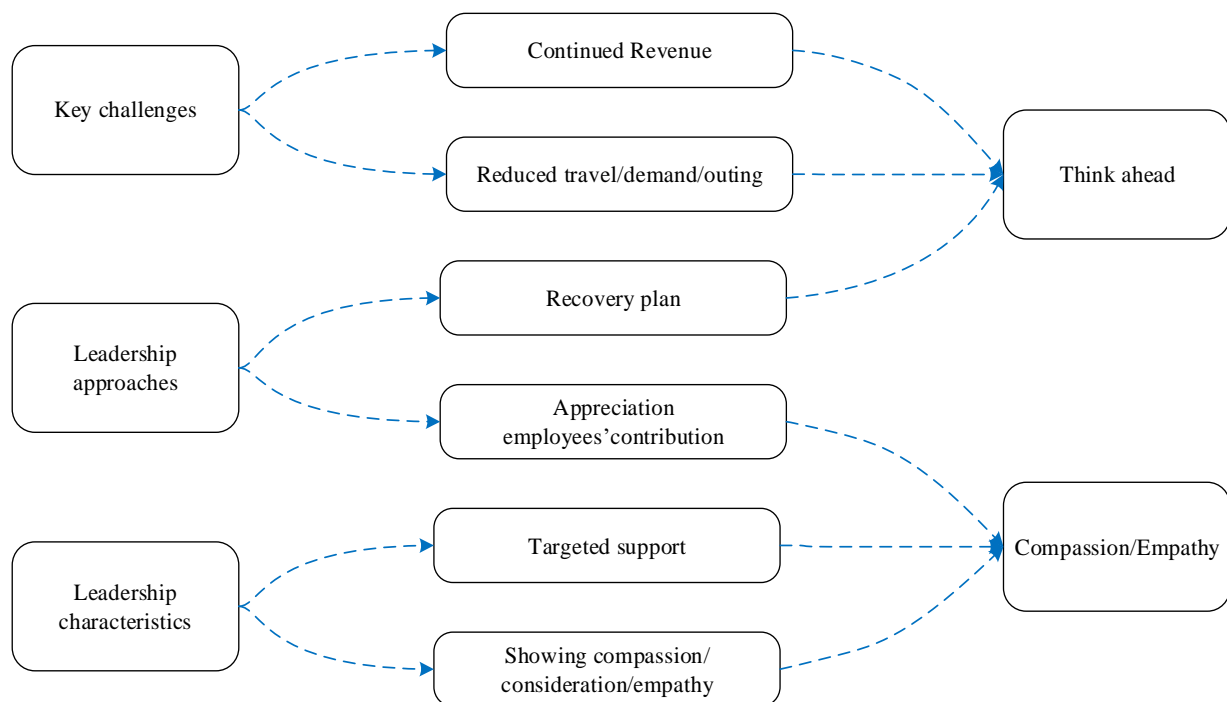 Continued Revenue
Key challenges
Reduced travel/demand/outing
Think ahead
Recovery plan
Leadership
approaches
Appreciation
employees’contribution
Targeted support
Compassion/Empathy
Leadership
characteristics
Showing compassion/
consideration/empathy